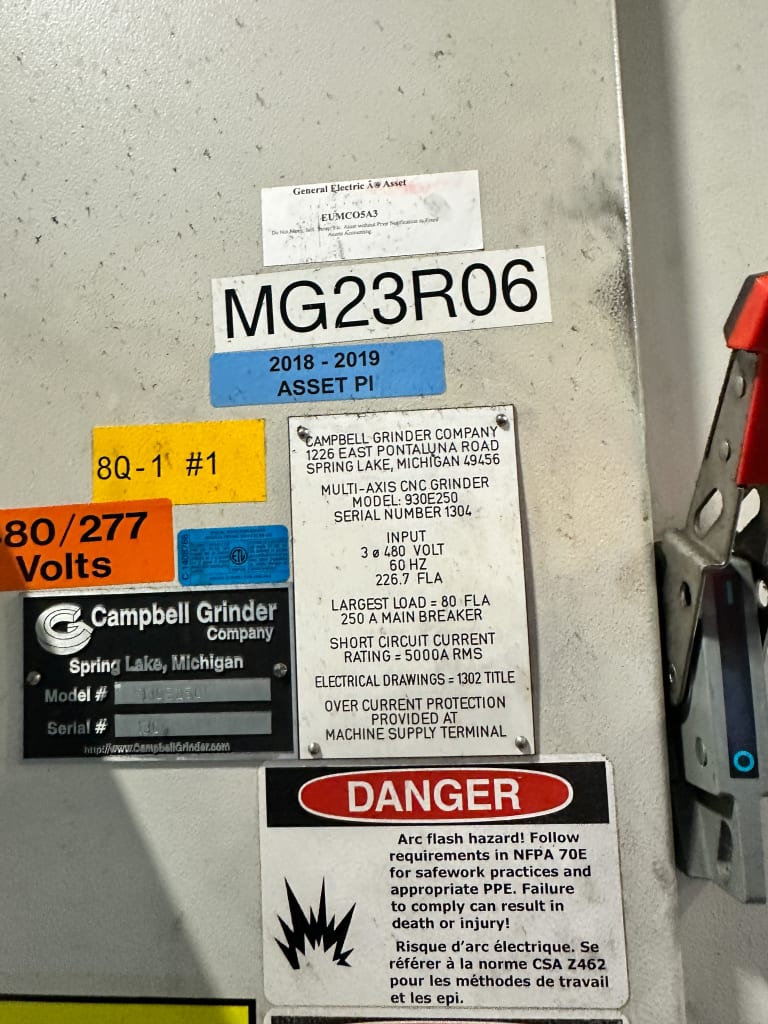 General Electric Â® Asset
EUMCO5A3
MG23R06
2018 - 2019
ASSET PI
8Q-1 #1
80/277
Volts
ETL
CAMPBELL GRINDER COMPANY
1226 EAST PONTALUNA ROAD
SPRING LAKE, MICHIGAN 49456
MULTI-AXIS CNC GRINDER
MODEL: 930E250
SERIAL NUMBER 1304
INPUT
3 ø 480 VOLT
60 HZ
226.7 FLA
LARGEST LOAD = 80 FLA
250 A MAIN BREAKER
SHORT CIRCUIT CURRENT
RATING = 5000A RMS
ELECTRICAL DRAWINGS = 1302 TITLE
OVER CURRENT PROTECTION
PROVIDED AT
MACHINE SUPPLY TERMINAL
Campbell Grinder
Company
Spring Lake, Michigan
Model #
Serial #
http://www.CampbellGrinder.com
DANGER
Arc flash hazard! Follow
requirements in NFPA 70E
for safework practices and
appropriate PPE. Failure
to comply can result in
death or injury!
Risque d'arc électrique. Se
référer à la norme CSA Z462
pour les méthodes de travail
et les epi.